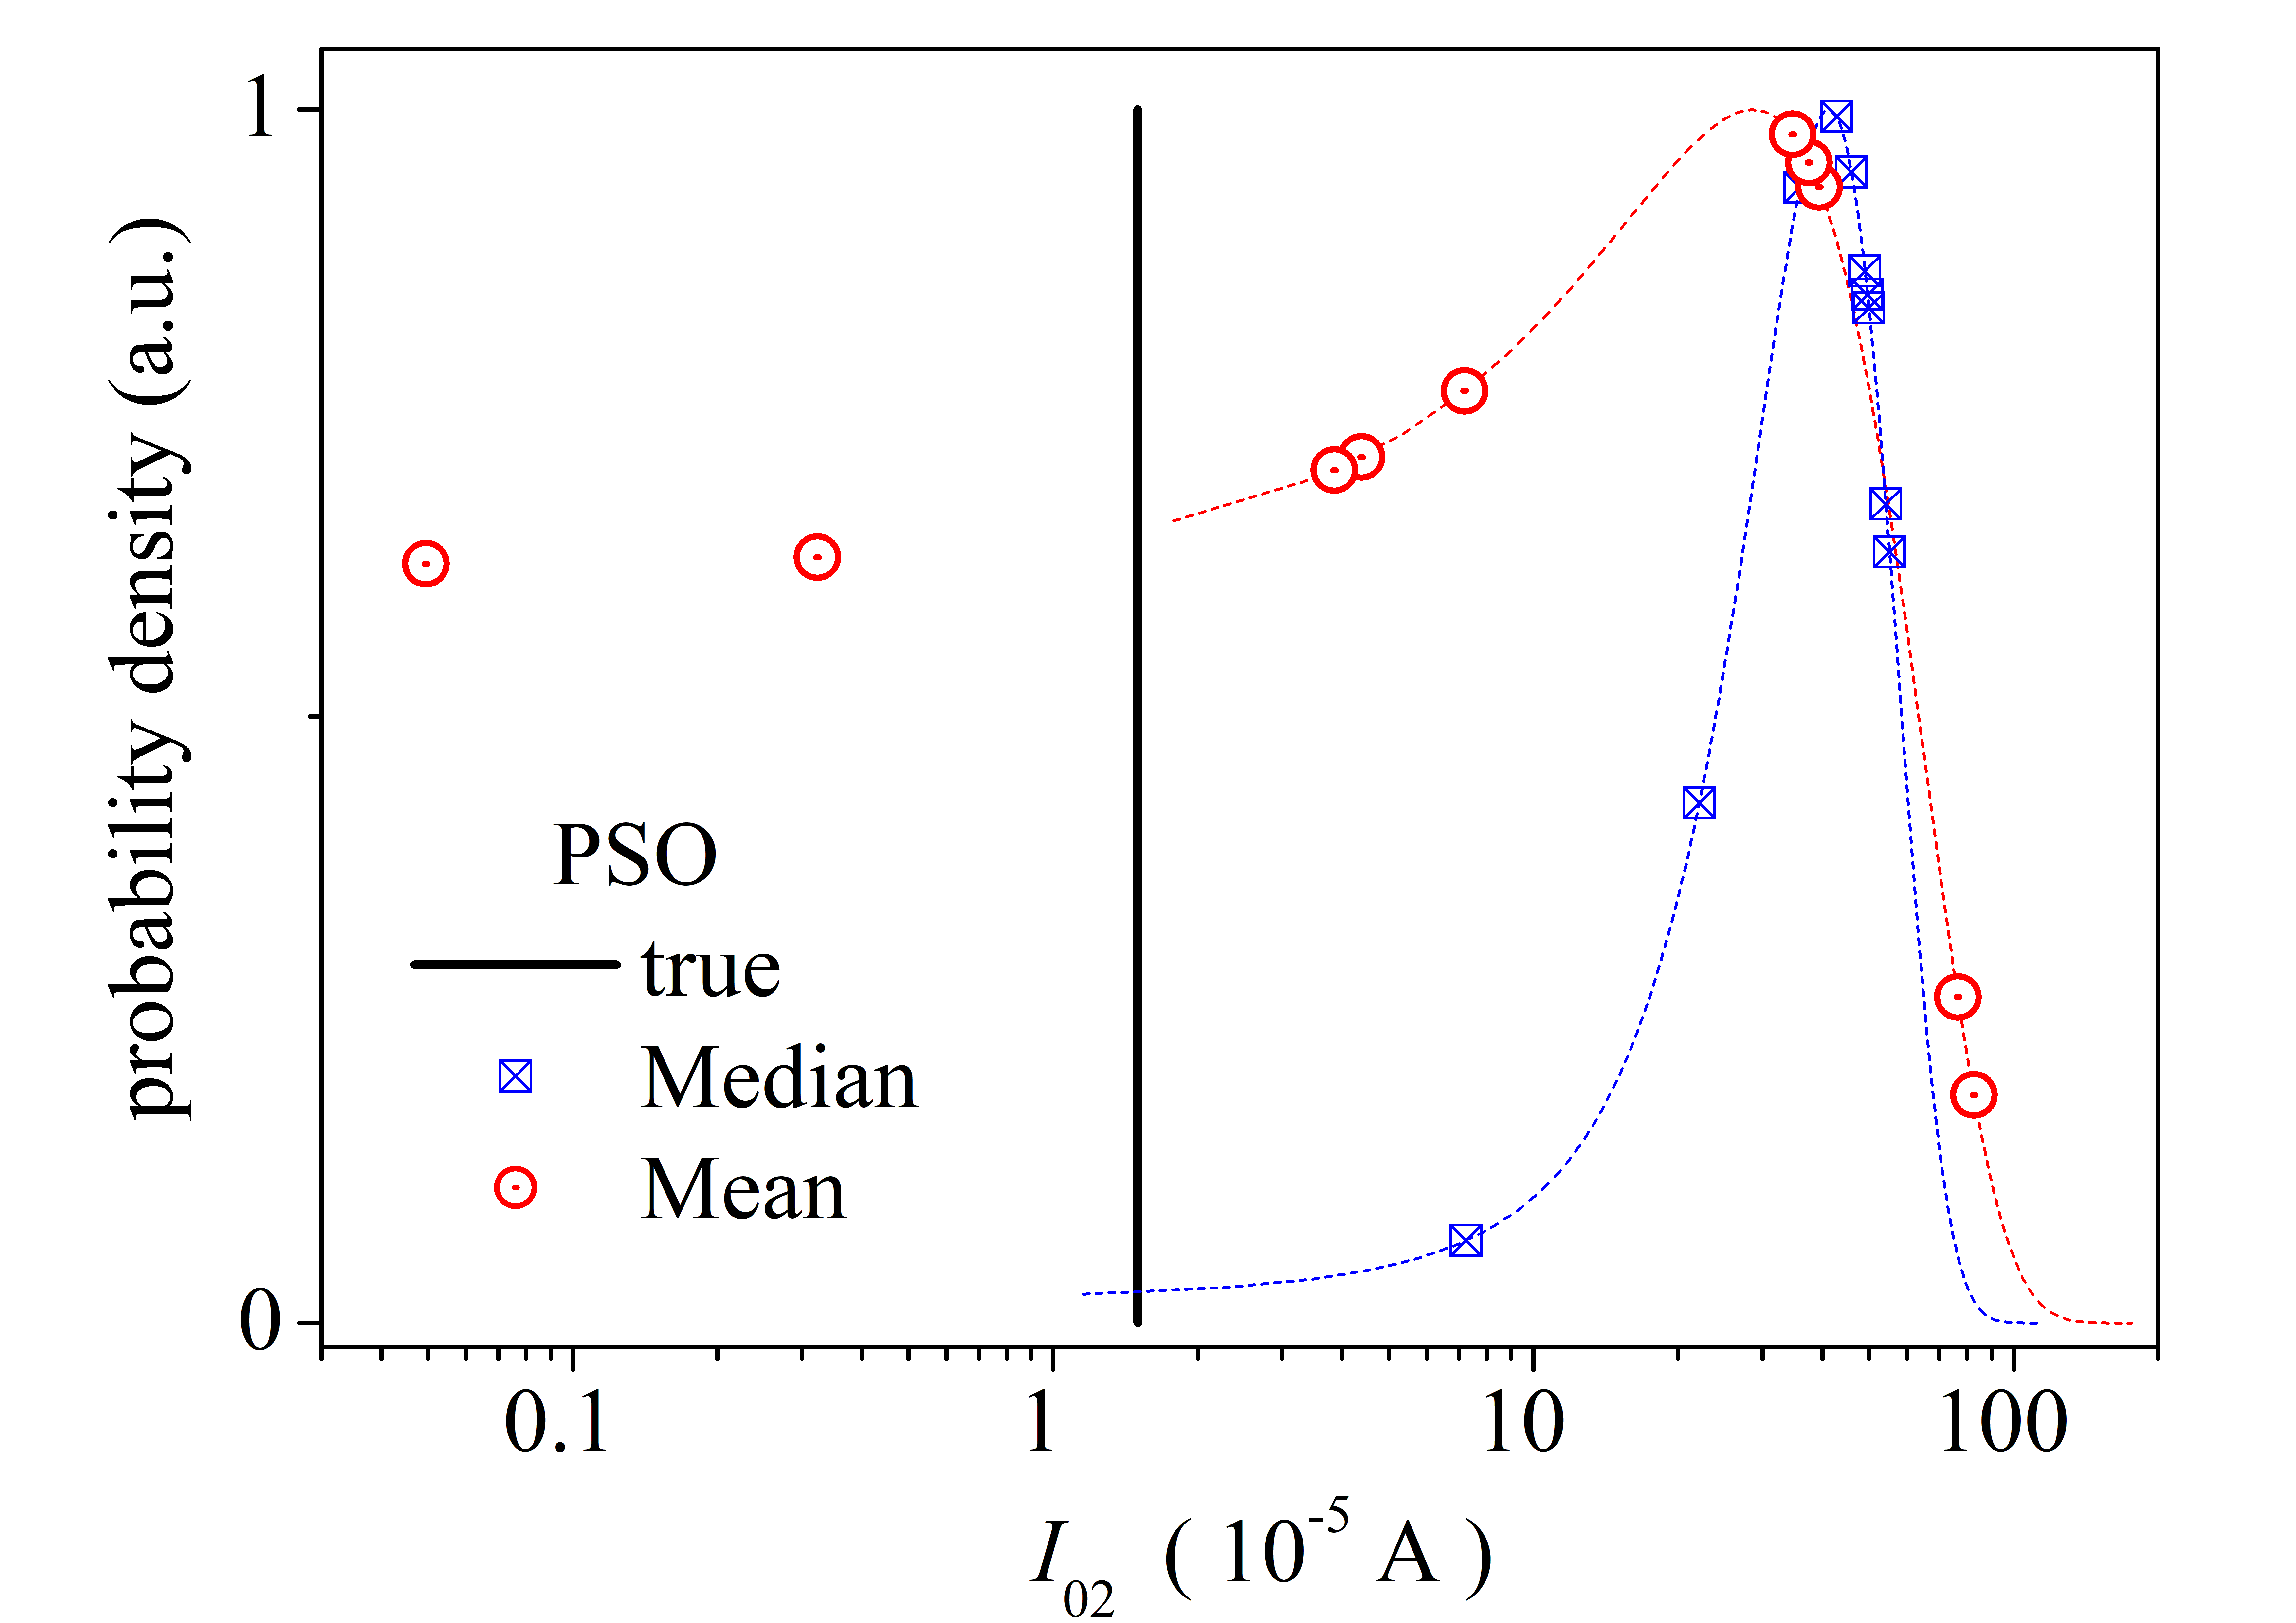 probability density (a.u.)
1
0
PSO
true
Median
Mean
0.1 1 10 100
I02 ( 10-5 A )